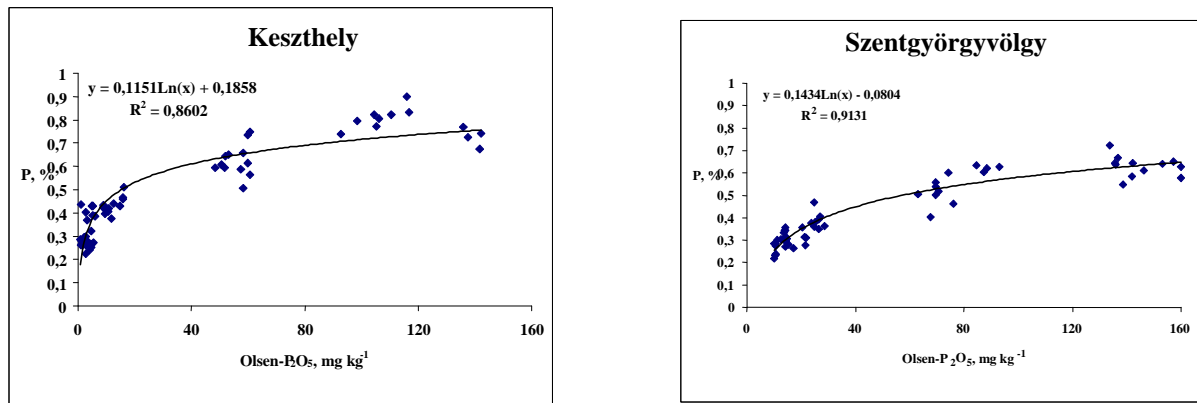 Keszthely
y = 0,1151Ln(x) + 0,1858
R² = 0,8602
P, %
1
0,9
0,8
0,7
0,6
0,5
0,4
0,3
0,2
0,1
0
0 40 80 120 160
Olsen-P₂O₅, mg kg⁻¹
Szentgyörgyvölgy
y = 0,1434Ln(x) - 0,0804
R² = 0,9131
P, %
1
0,9
0,8
0,7
0,6
0,5
0,4
0,3
0,2
0,1
0
0 40 80 120 160
Olsen-P₂O₅, mg kg⁻¹